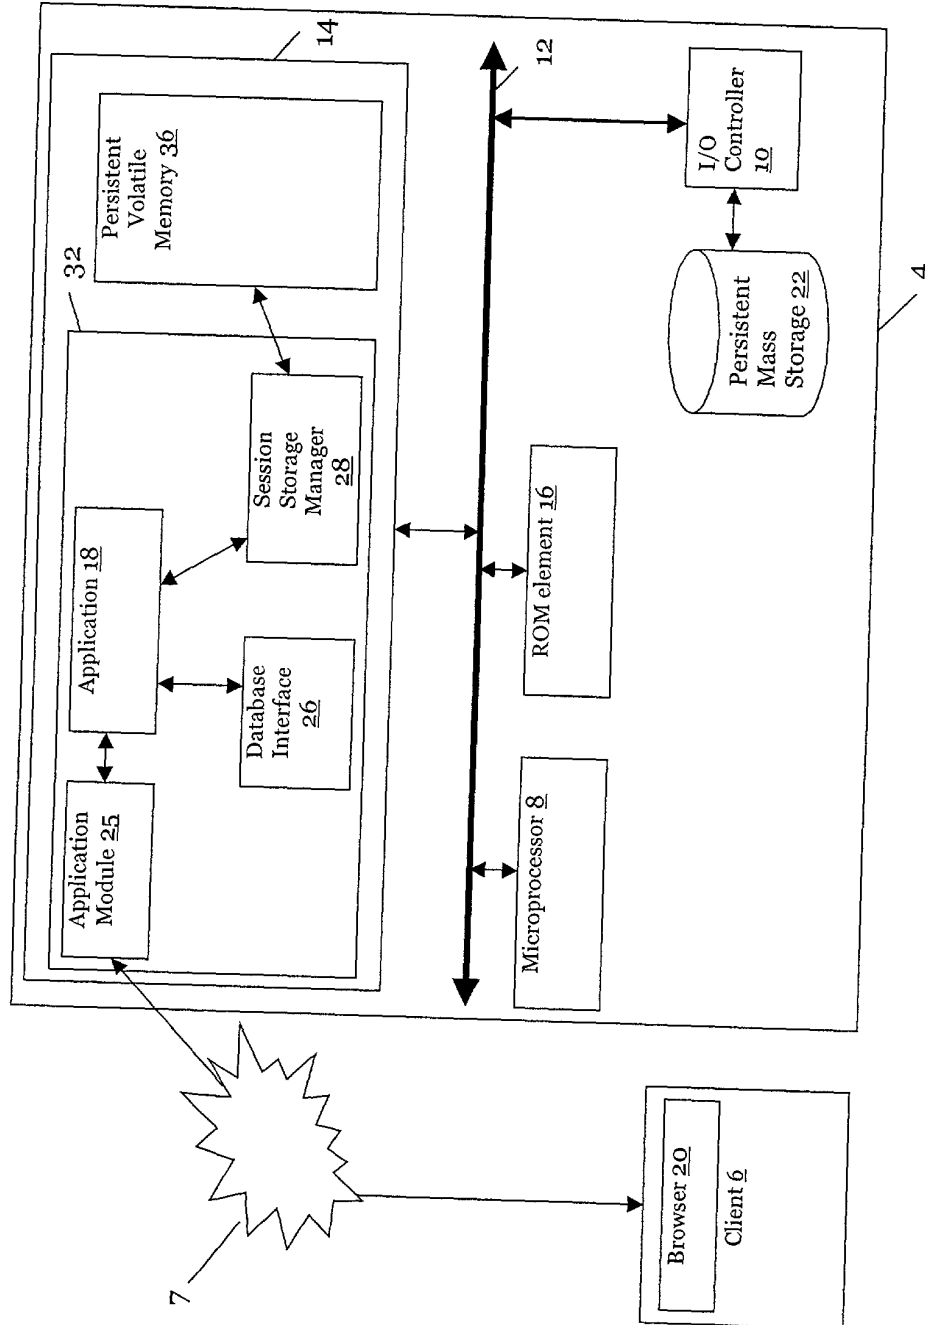 14
32
Persistent
Volatile
Memory 36
Application 18
Session
Storage
Manager
28
Application
Module 25
Database
Interface
26
12
I/O
Controller
10
Persistent
Mass
Storage 22
ROM element 16
Microprocessor 8
4
7
Browser 20
Client 6